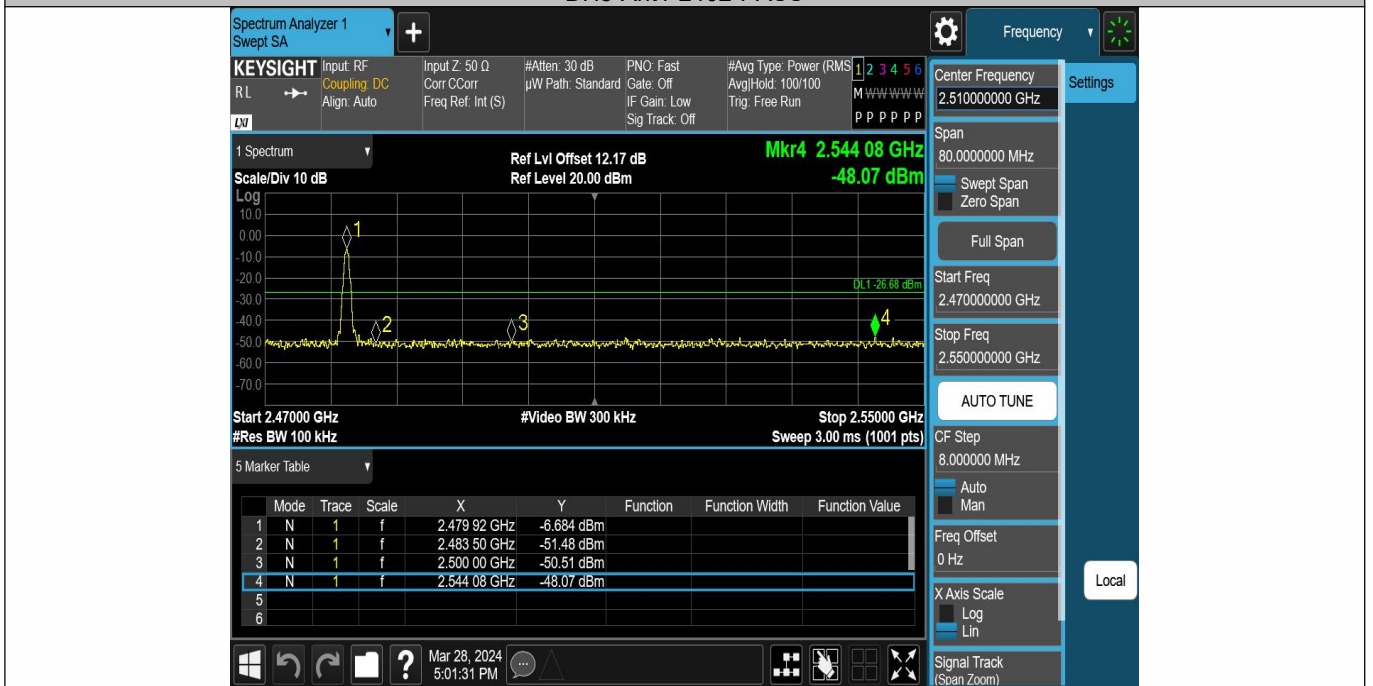 Spectrum Analyzer 1
Swept SA
Frequency
KEYSIGHT
RL
LXI
Input: RF
Coupling: DC
Align: Auto
Input Z: 50 Ω
Corr CCorr
Freq Ref: Int (S)
#Atten: 30 dB
µW Path: Standard
PNO: Fast
Gate: Off
IF Gain: Low
Sig Track: Off
#Avg Type: Power (RMS
Avg|Hold: 100/100
Trig: Free Run
1 2 3 4 5 6
M W W W W W
P P P P P P
1 Spectrum
Scale/Div 10 dB
Ref Lvl Offset 12.17 dB
Ref Level 20.00 dBm
Mkr4 2.544 08 GHz
-48.07 dBm
Log
10.0
0.00
-10.0
-20.0
-30.0
-40.0
-50.0
-60.0
-70.0
1
2
3
4
DL1 -26.68 dBm
Start 2.47000 GHz
#Video BW 300 kHz
Stop 2.55000 GHz
#Res BW 100 kHz
Sweep 3.00 ms (1001 pts)
5 Marker Table
Mode Trace Scale X Y Function Function Width Function Value
1 N 1 f 2.479 92 GHz -6.684 dBm
2 N 1 f 2.483 50 GHz -51.48 dBm
3 N 1 f 2.500 00 GHz -50.51 dBm
4 N 1 f 2.544 08 GHz -48.07 dBm
5
6
Mar 28, 2024
5:01:31 PM
Center Frequency
2.510000000 GHz
Settings
Span
80.0000000 MHz
Swept Span
Zero Span
Full Span
Start Freq
2.470000000 GHz
Stop Freq
2.550000000 GHz
AUTO TUNE
CF Step
8.000000 MHz
Auto
Man
Freq Offset
0 Hz
X Axis Scale
Log
Lin
Local
Signal Track
(Span Zoom)